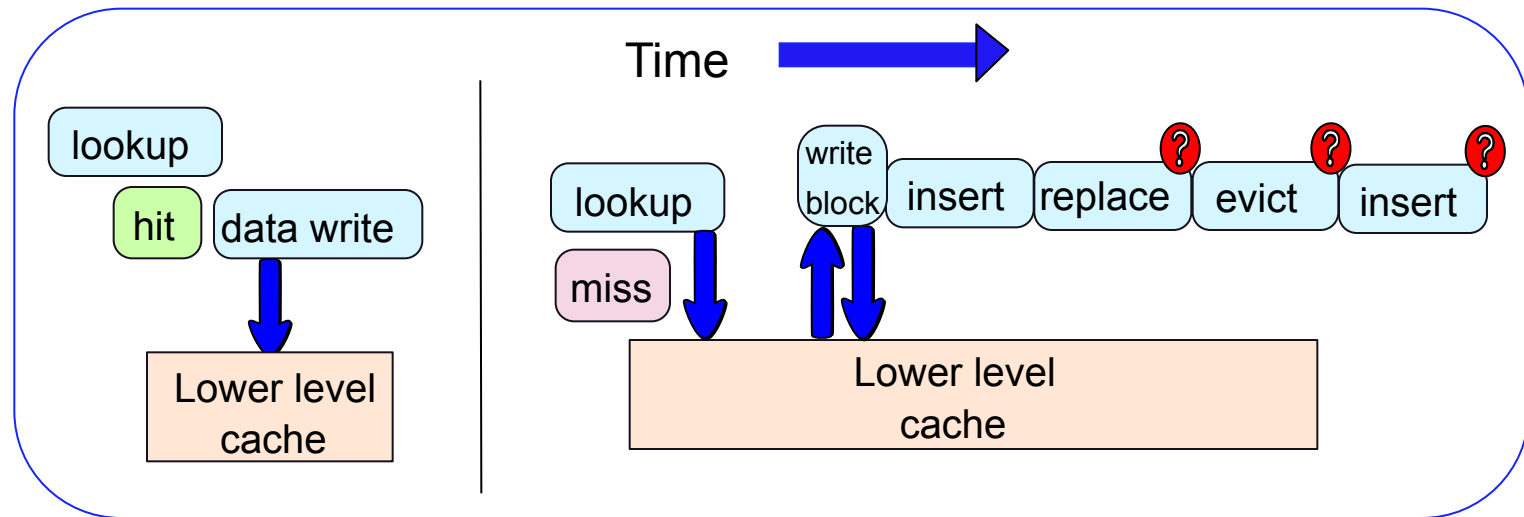 Time
lookup
hit
data write
Lower level
cache
lookup
miss
write
block
insert
replace
?
evict
?
insert
?
Lower level
cache